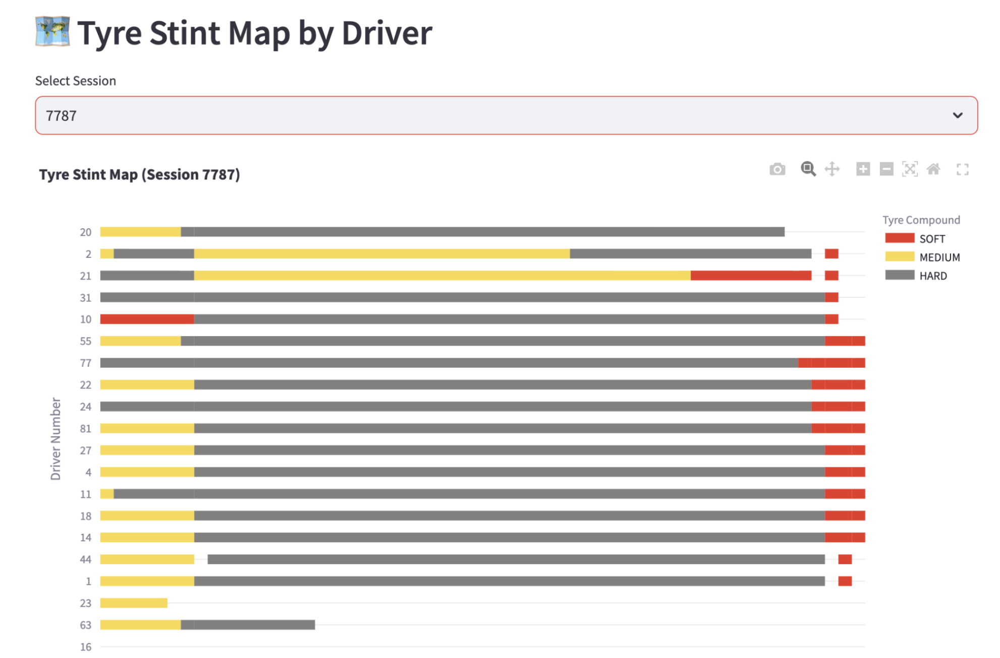 Tyre Stint Map by Driver
Select Session
7787
Tyre Stint Map (Session 7787)
Tyre Compound
SOFT
MEDIUM
HARD
Driver Number
20
2
21
31
10
55
77
22
24
81
27
4
11
18
14
44
1
23
63
16